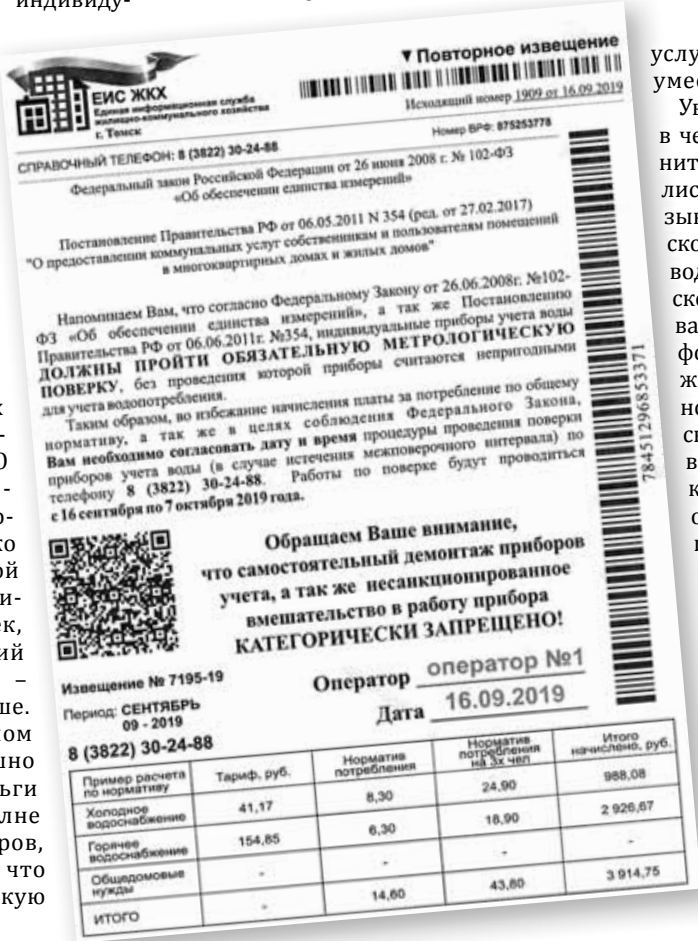 индивиду-
ЕИС ЖКХ
Единая информационная служба
жилищно-коммунального хозяйства
г. Томск
▼ Повторное извещение
Исходящий номер 1909 от 16.09.2019
СПРАВОЧНЫЙ ТЕЛЕФОН: 8 (3822) 30-24-88
Номер ВРФ: 875253778
Федеральный закон Российской Федерации от 26 июня 2008 г. № 102-ФЗ
«Об обеспечении единства измерений»
Постановление Правительства РФ от 06.05.2011 N 354 (ред. от 27.02.2017)
"О предоставлении коммунальных услуг собственникам и пользователям помещений
в многоквартирных домах и жилых домов"
Напоминаем Вам, что согласно Федеральному Закону от 26.06.2008г. №102-
ФЗ «Об обеспечении единства измерений», а так же Постановлению
Правительства РФ от 06.06.2011г. №354, индивидуальные приборы учета воды
ДОЛЖНЫ ПРОЙТИ ОБЯЗАТЕЛЬНУЮ МЕТРОЛОГИЧЕСКУЮ
ПОВЕРКУ, без проведения которой приборы считаются непригодными
для учета водопотребления.
Таким образом, во избежание начисления платы за потребление по общему
нормативу, а так же в целях соблюдения Федерального Закона,
Вам необходимо согласовать дату и время процедуры проведения поверки
приборов учета воды (в случае истечения межповерочного интервала) по
телефону 8 (3822) 30-24-88. Работы по поверке будут проводиться
с 16 сентября по 7 октября 2019 года.
78451296853371
Обращаем Ваше внимание,
что самостоятельный демонтаж приборов
учета, а так же несанкционированное
вмешательство в работу прибора
КАТЕГОРИЧЕСКИ ЗАПРЕЩЕНО!
Извещение № 7195-19
Период: СЕНТЯБРЬ
09 - 2019
8 (3822) 30-24-88
Оператор оператор №1
Дата 16.09.2019
Пример расчета по нормативу Тариф, руб. Норматив потребления Норматив потребления на 3х чел Итого начислено, руб.
Холодное водоснабжение 41,17 8,30 24,90 988,08
Горячее водоснабжение 154,85 6,30 18,90 2 926,67
Общедомовые нужды - - - -
ИТОГО - 14,60 43,80 3 914,75